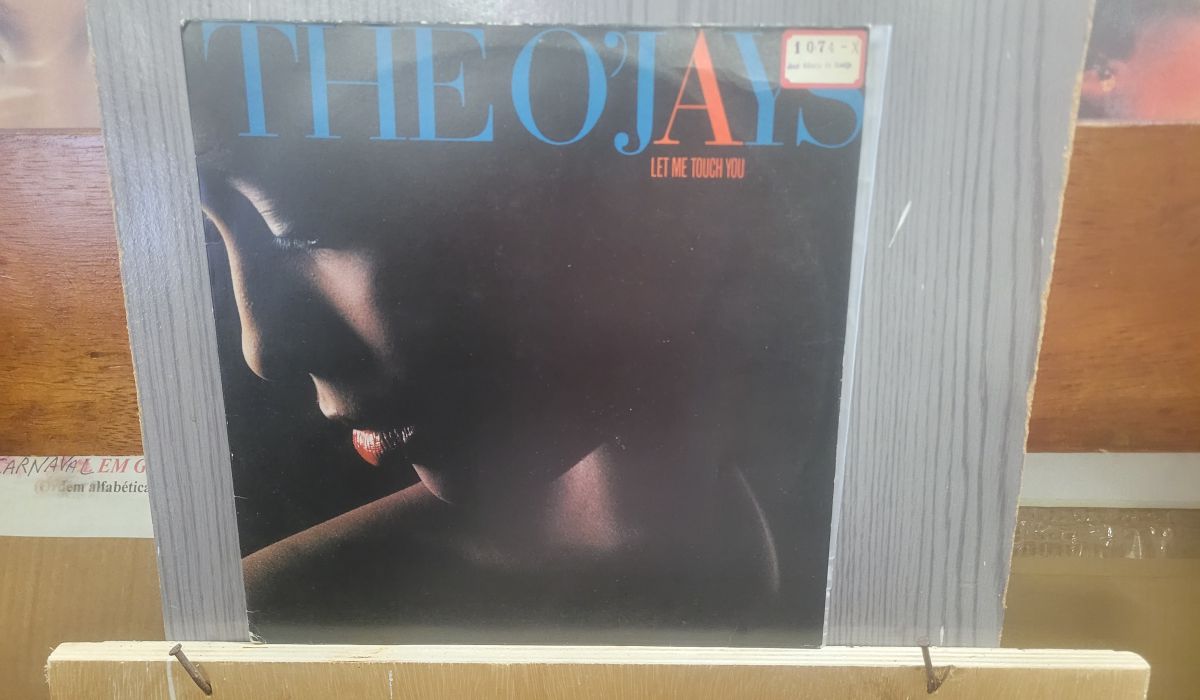 THE O'JAYS
1074-X
LET ME TOUCH YOU
CARNAVAL EM G
(Ordem alfabética